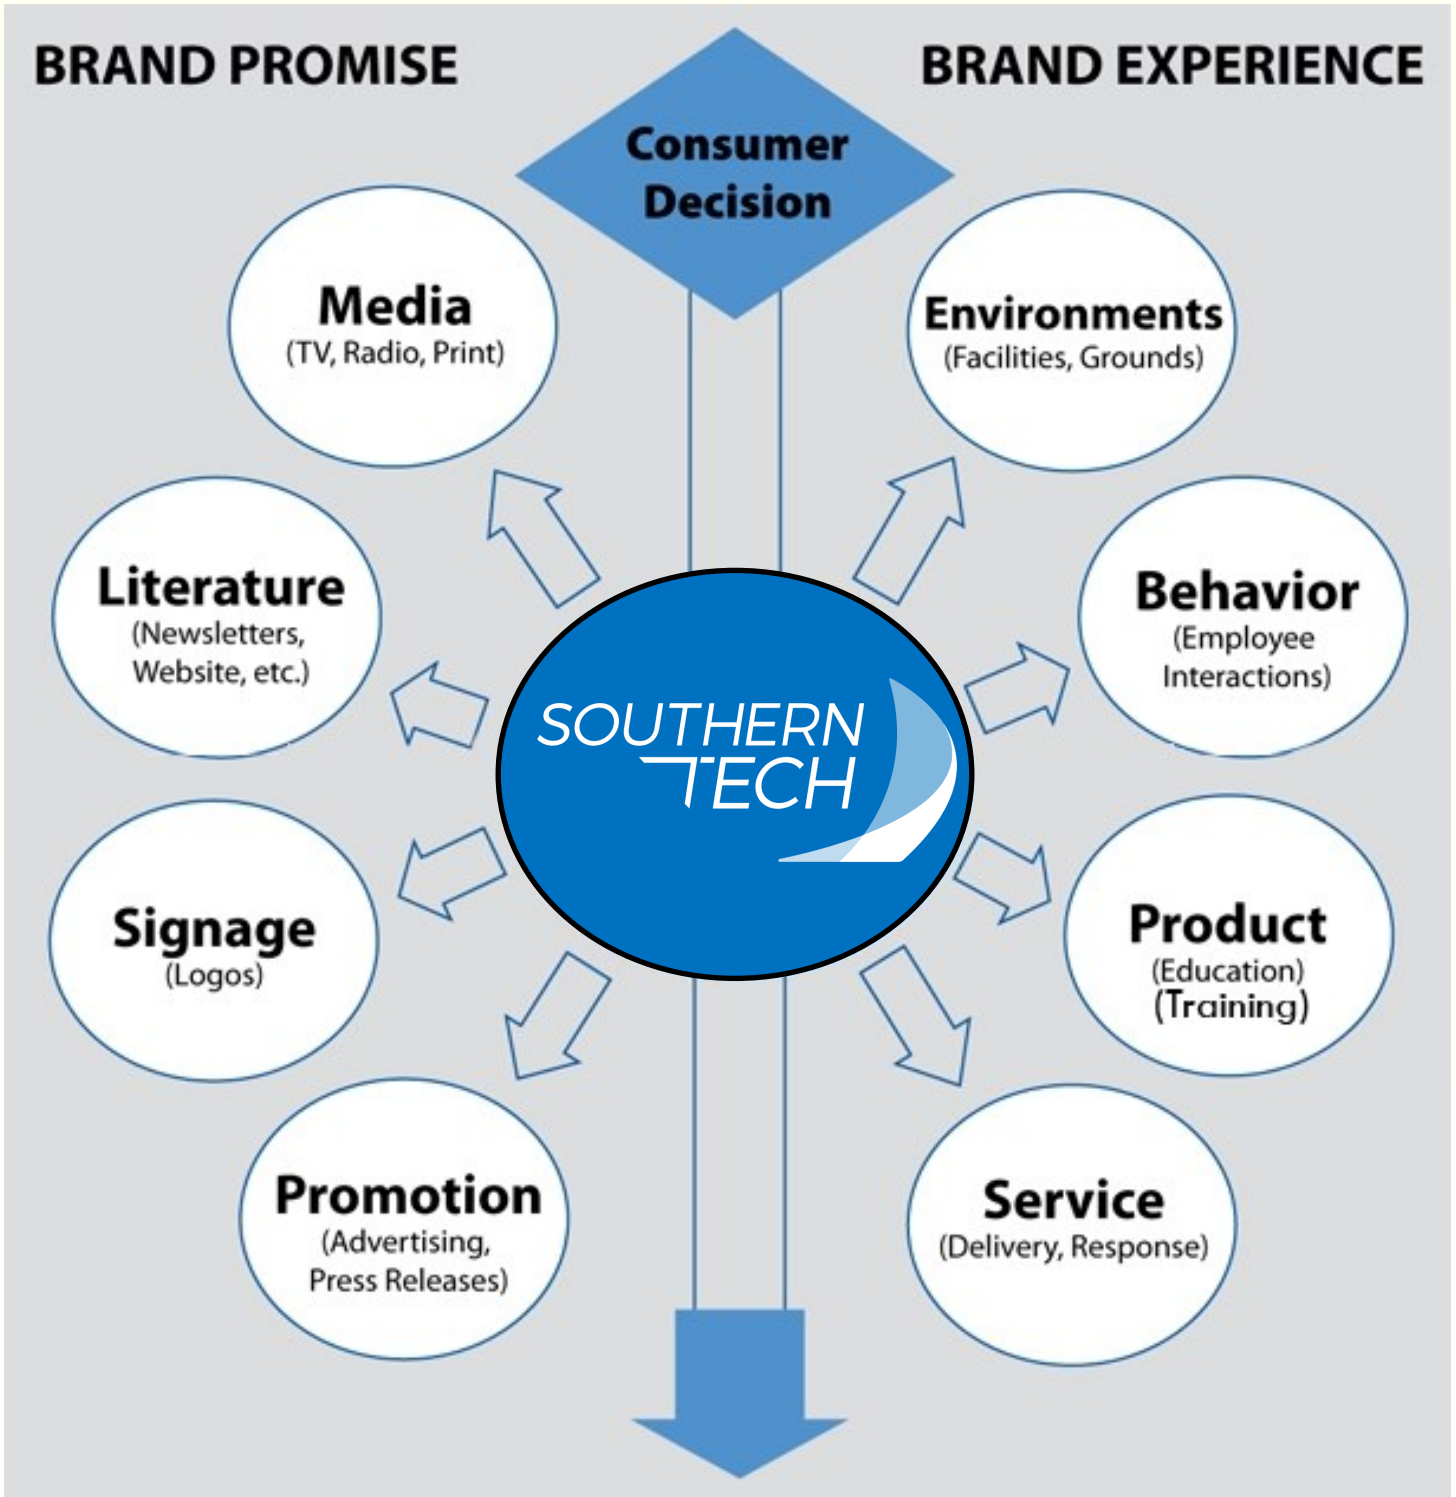 BRAND PROMISE
BRAND EXPERIENCE
Consumer
Decision
Media
(TV, Radio, Print)
Environments
(Facilities, Grounds)
Literature
(Newsletters,
Website, etc.)
Behavior
(Employee
Interactions)
SOUTHERN
TECH
Signage
(Logos)
Product
(Education)
(Training)
Promotion
(Advertising,
Press Releases)
Service
(Delivery, Response)